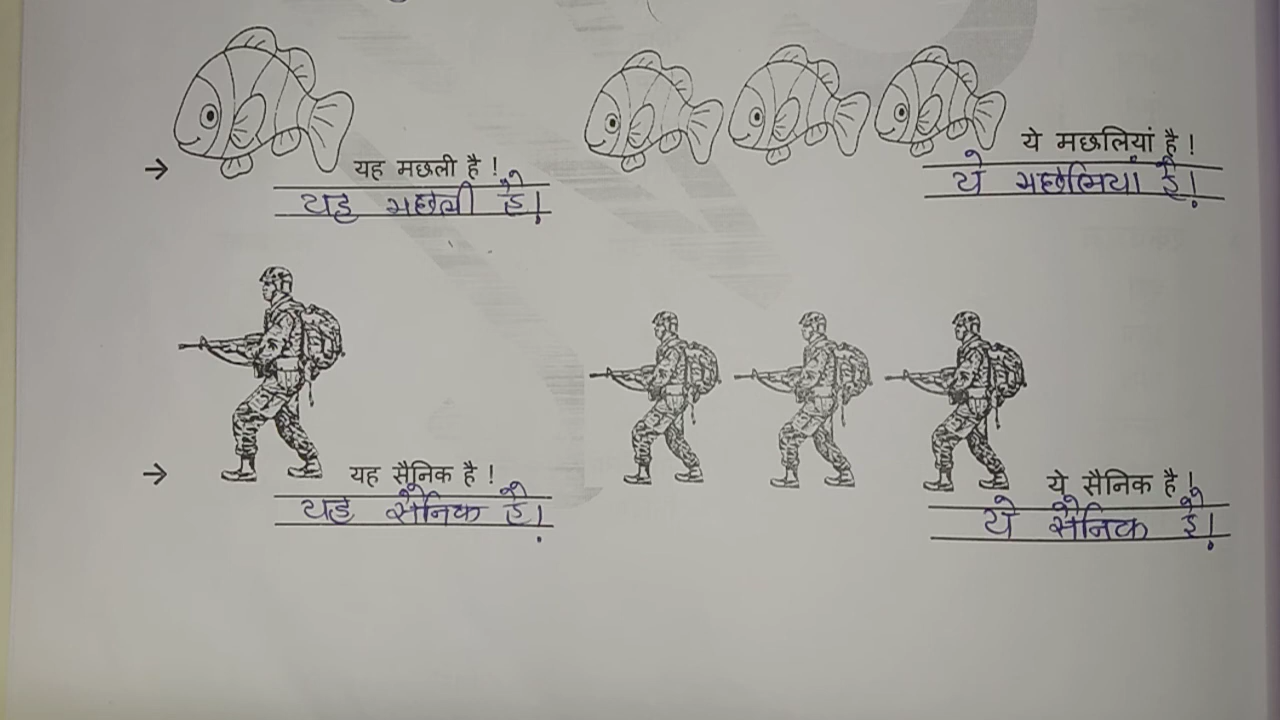 → यह मछली है !
यह मछली है!
ये मछलियां है !
ये मछलियां है!
→ यह सैनिक है !
यह सैनिक है!
ये सैनिक है !
ये सैनिक है!